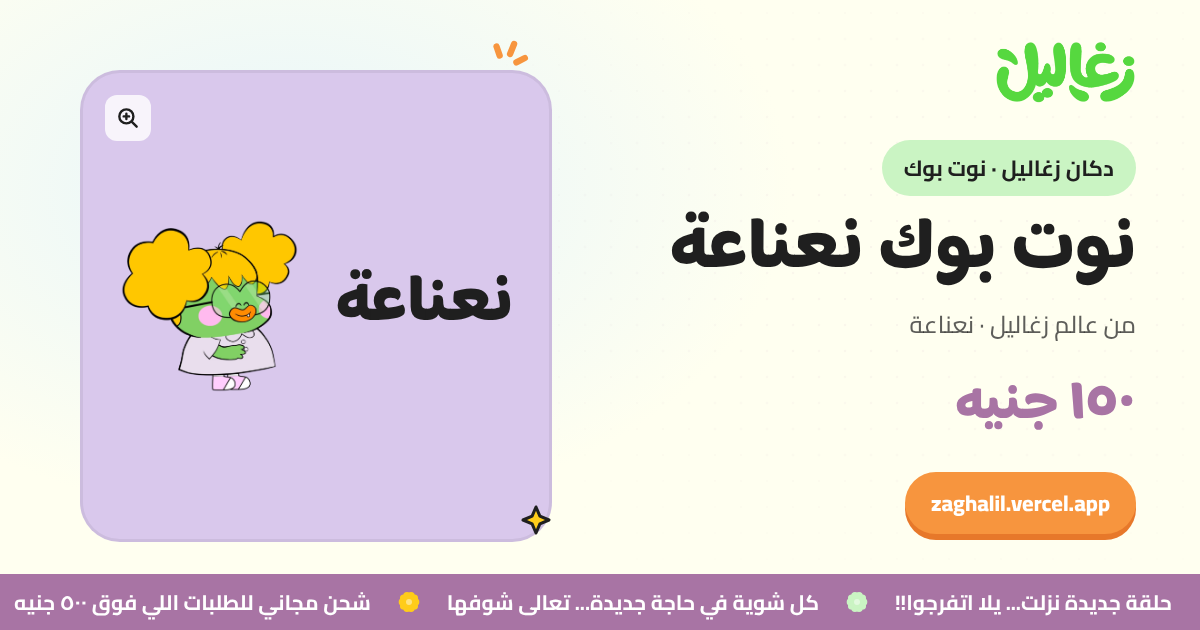 زغاليل
دكان زغاليل · نوت بوك
نوت بوك نعناعة
من عالم زغاليل · نعناعة
١٥٠ جنيه
zaghalil.vercel.app
نعناعة
حلقة جديدة نزلت... يلا اتفرجوا!! كل شوية في حاجة جديدة... تعالى شوفها شحن مجاني للطلبات اللي فوق ٥٠٠ جنيه